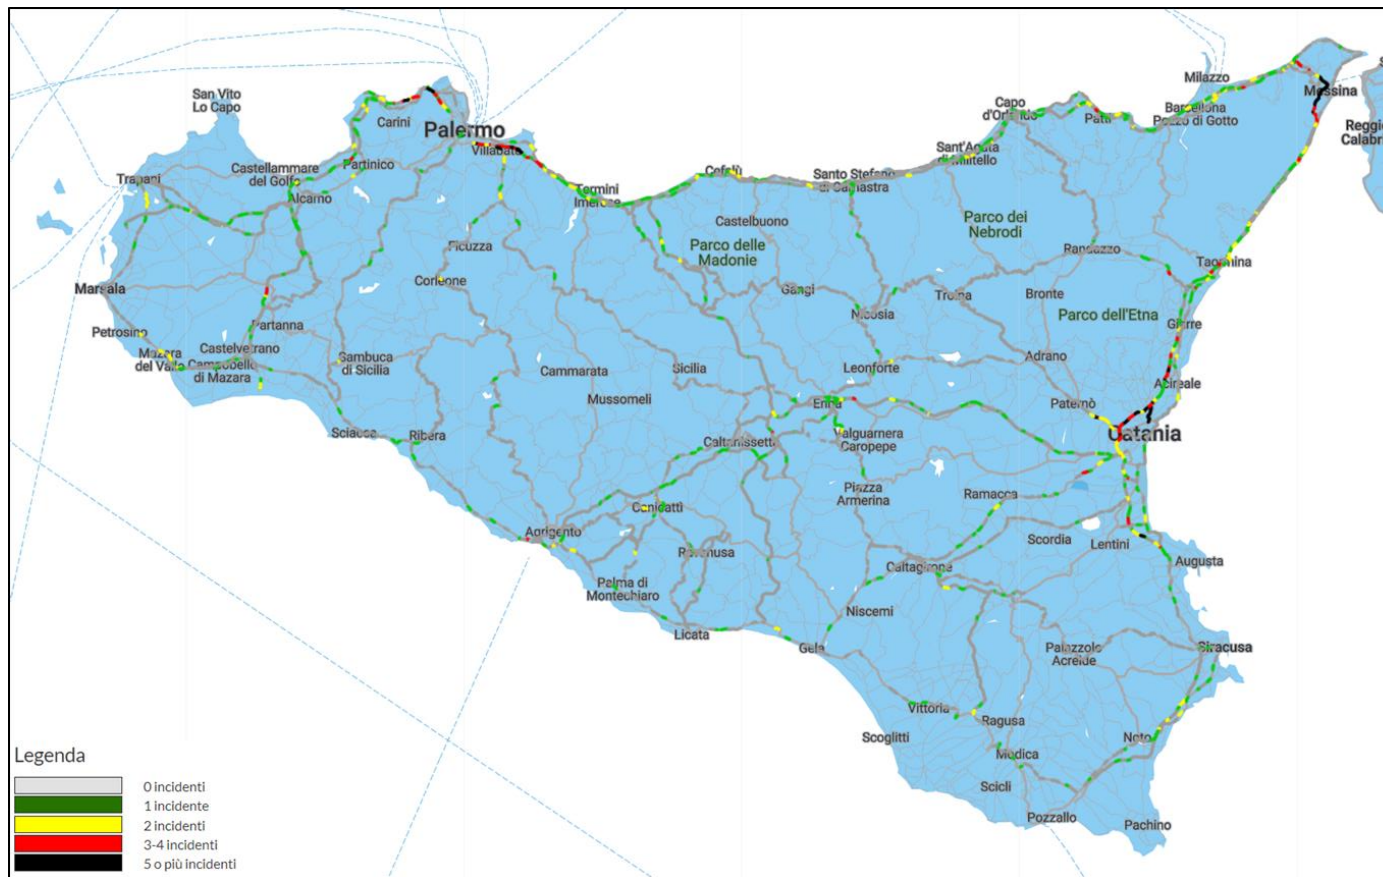 San Vito
Lo Capo
Carini
Palermo
Villabate
Trapani
Castellammare
del Golfo
Partinico
Alcamo
Termini
Imerese
Cefalù
Santo Stefano
di Camastra
Castelbuono
Parco delle
Madonie
Capo
d'Orlando
Sant'Agata
di Militello
Patti
Milazzo
Barcellona
Pozzo di Gotto
Messina
Reggio
Calabri
Parco dei
Nebrodi
Randazzo
Taormina
Ficuzza
Corleone
Marsala
Petrosino
Mazara
del Vallo
Partanna
Castelvetrano
Campobello
di Mazara
Sambuca
di Sicilia
Gangi
Nicosia
Troina
Bronte
Parco dell'Etna
Giarre
Adrano
Acireale
Paternò
Catania
Cammarata
Sicilia
Mussomeli
Leonforte
Enna
Sciacca
Ribera
Caltanissetta
Valguarnera
Caropepe
Piazza
Armerina
Ramacca
Canicattì
Agrigento
Ravanusa
Scordia
Lentini
Augusta
Caltagirone
Palma di
Montechiaro
Niscemi
Licata
Gela
Palazzolo
Acreide
Siracusa
Vittoria
Ragusa
Scoglitti
Modica
Noto
Scicli
Pozzallo
Pachino
Legenda
0 incidenti
1 incidente
2 incidenti
3-4 incidenti
5 o più incidenti